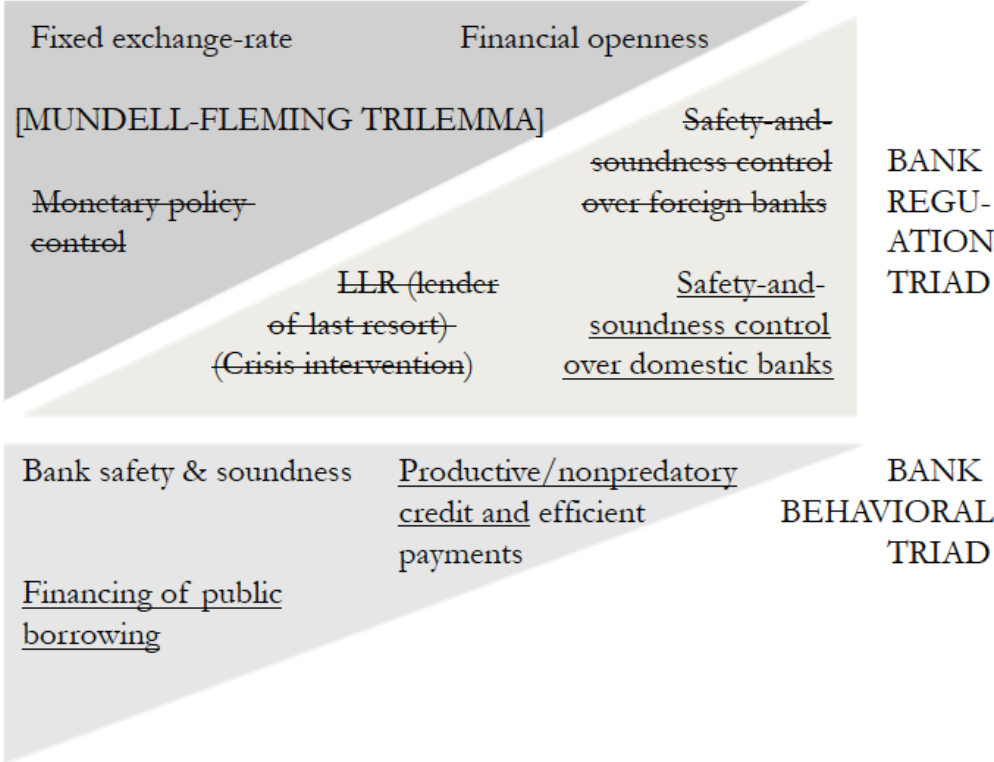 Fixed exchange-rate
Financial openness
[MUNDELL-FLEMING TRILEMMA]
Monetary policy
control
Safety-and-
soundness control
over foreign banks
LLR (lender
of last resort)
(Crisis intervention)
Safety-and-
soundness control
over domestic banks
BANK
REGU-
ATION
TRIAD
Bank safety & soundness
Productive/nonpredatory
credit and efficient
payments
Financing of public
borrowing
BANK
BEHAVIORAL
TRIAD